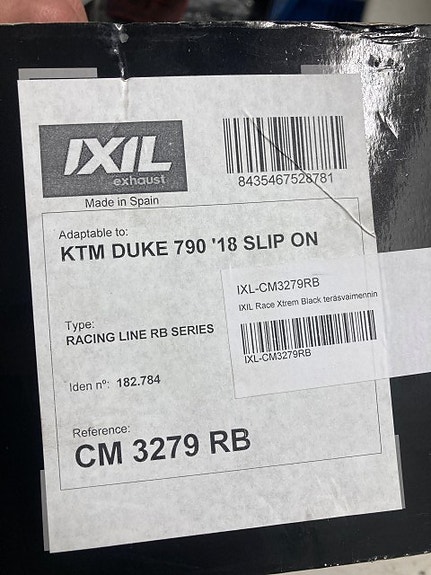 IXIL
exhaust
Made in Spain
8435467528781
Adaptable to:
KTM DUKE 790 '18 SLIP ON
IXL-CM3279RB
IXIL Race Xtrem Black teräsvaimennin
IXL-CM3279RB
Type:
RACING LINE RB SERIES
Iden nº: 182.784
Reference:
CM 3279 RB